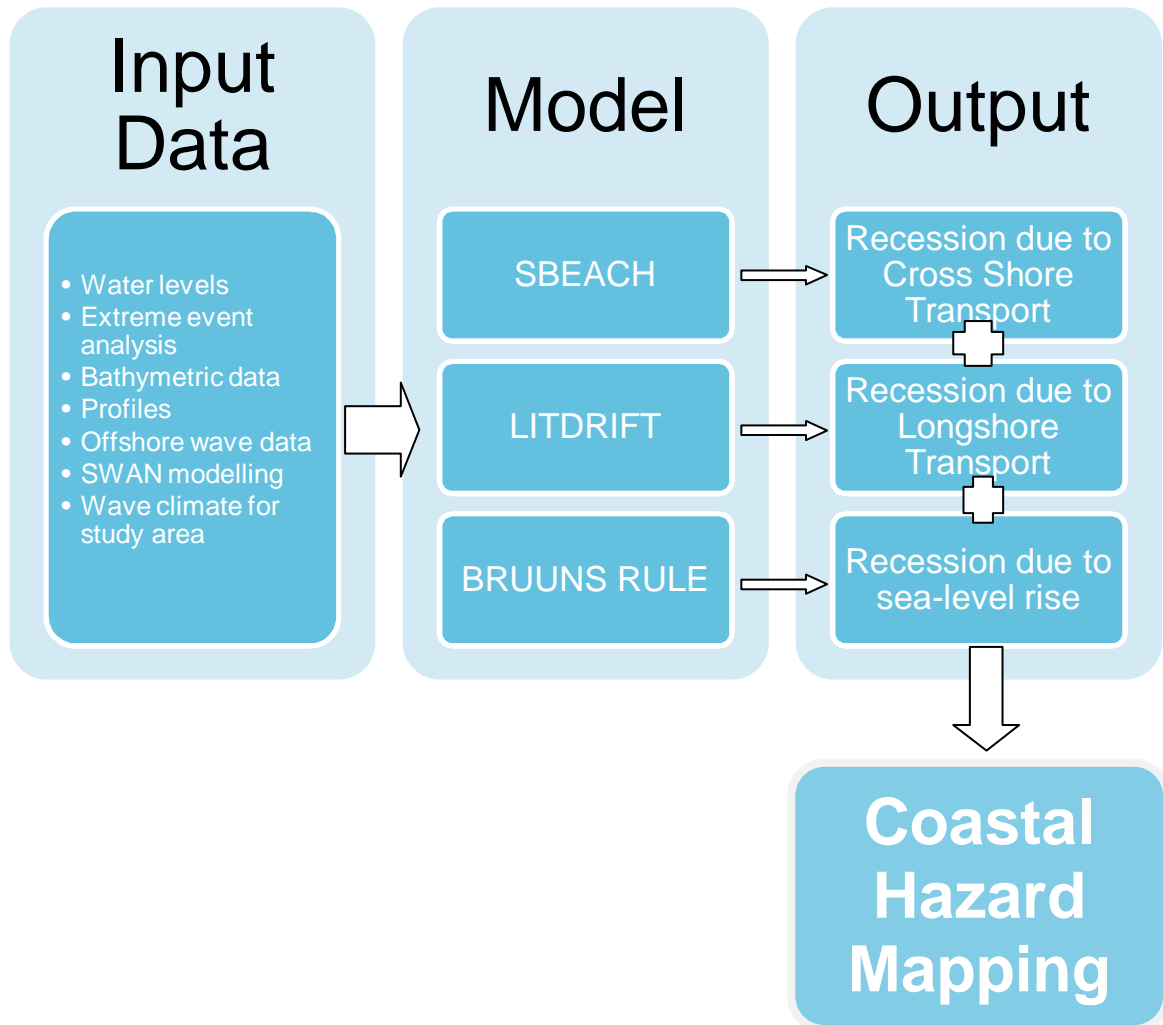 Input
Data
• Water levels
• Extreme event
analysis
• Bathymetric data
• Profiles
• Offshore wave data
• SWAN modelling
• Wave climate for
study area
Model
SBEACH
LITDRIFT
BRUUNS RULE
Output
Recession due to
Cross Shore
Transport
Recession due to
Longshore
Transport
Recession due to
sea-level rise
Coastal
Hazard
Mapping